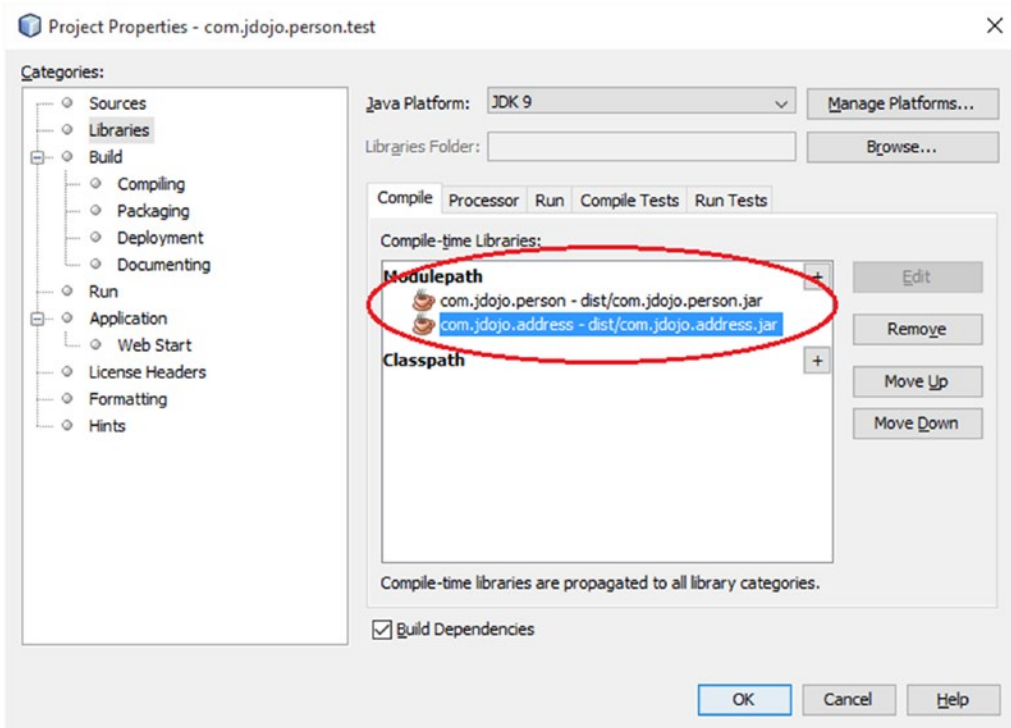 Project Properties - com.jdojo.person.test
Categories:
Sources
Libraries
Build
Compiling
Packaging
Deployment
Documenting
Run
Application
Web Start
License Headers
Formatting
Hints
Java Platform: JDK 9 Manage Platforms...
Libraries Folder: Browse...
Compile Processor Run Compile Tests Run Tests
Compile-time Libraries:
Modulepath +
com.jdojo.person - dist/com.jdojo.person.jar
com.jdojo.address - dist/com.jdojo.address.jar
Classpath +
Edit
Remove
Move Up
Move Down
Compile-time libraries are propagated to all library categories.
Build Dependencies
OK Cancel Help